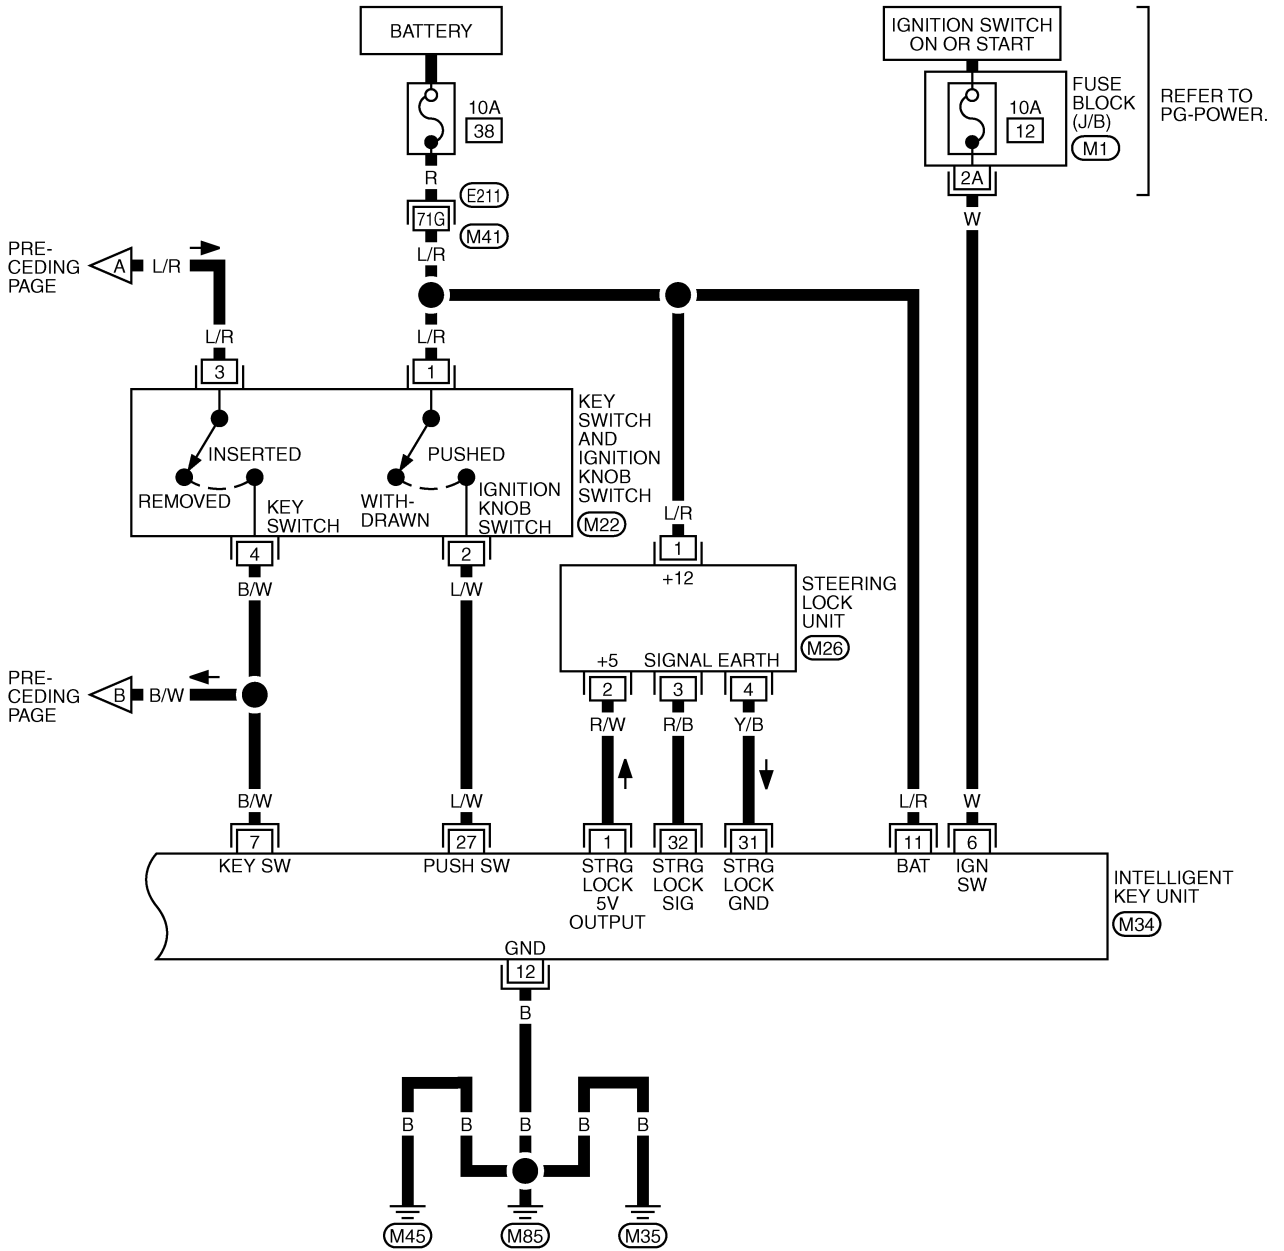 BATTERY
IGNITION SWITCH
ON OR START
10A
38
10A
12
FUSE
BLOCK
(J/B)
M1
REFER TO
PG-POWER.
R
E211
71G
M41
L/R
2A
W
PRE-
CEDING
PAGE
A
L/R
L/R
L/R
3
1
KEY
SWITCH
AND
IGNITION
KNOB
SWITCH
M22
INSERTED
REMOVED
KEY
SWITCH
PUSHED
WITH-
DRAWN
IGNITION
KNOB
SWITCH
4
2
B/W
L/W
L/R
1
+12
STEERING
LOCK
UNIT
M26
+5
SIGNAL
EARTH
2
3
4
R/W
R/B
Y/B
PRE-
CEDING
PAGE
B
B/W
B/W
L/W
L/R
W
7
27
1
32
31
11
6
KEY SW
PUSH SW
STRG
LOCK
5V
OUTPUT
STRG
LOCK
SIG
STRG
LOCK
GND
BAT
IGN
SW
INTELLIGENT
KEY UNIT
M34
GND
12
B
B
B
B
B
B
M45
M85
M35